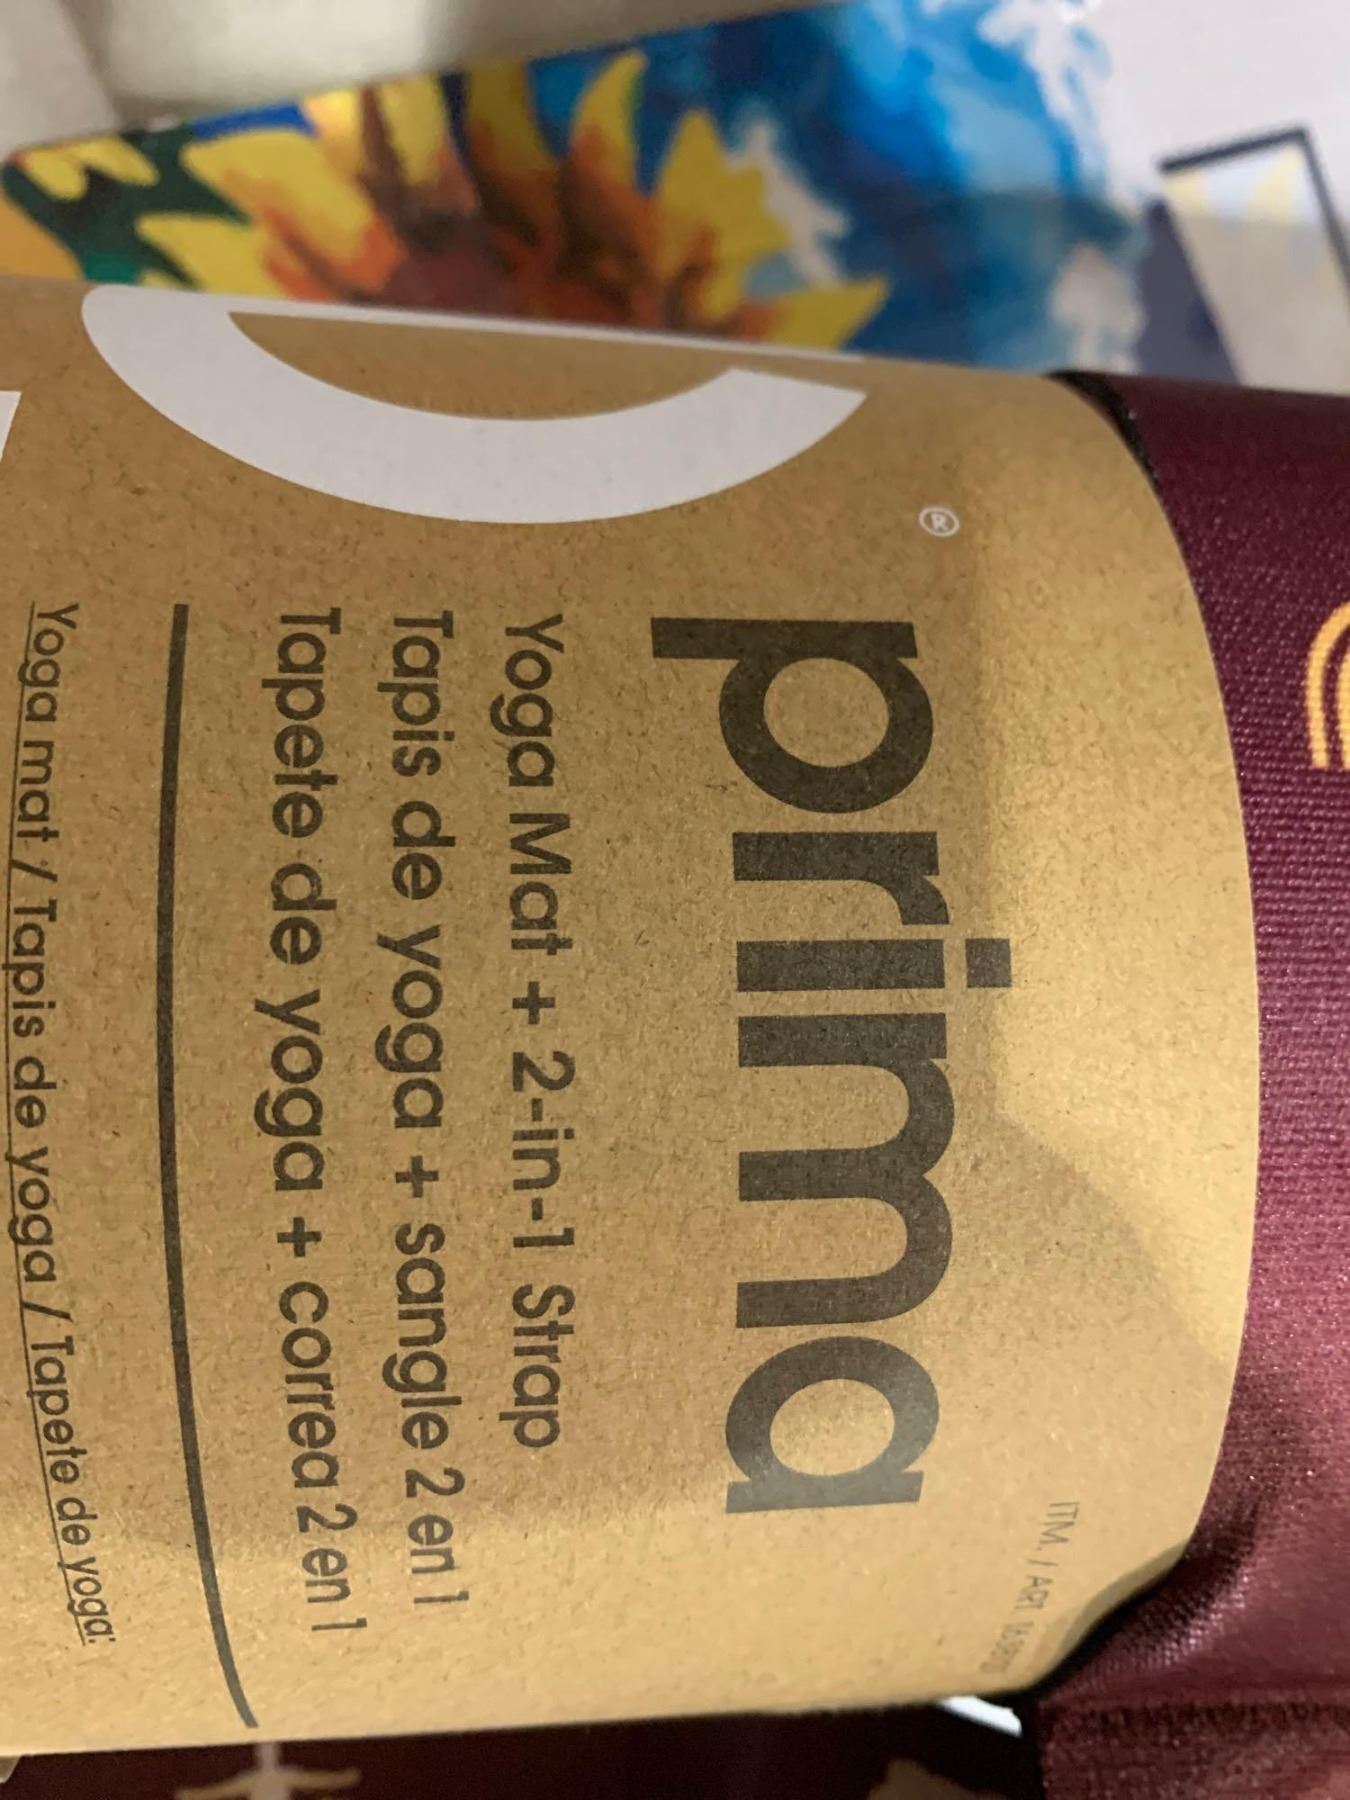 ITM. / ART.
®
prima
Yoga Mat + 2-in-1 Strap
Tapis de yoga + sangle 2 en 1
Tapete de yoga + correa 2 en 1
Yoga mat / Tapis de yoga / Tapete de yoga: